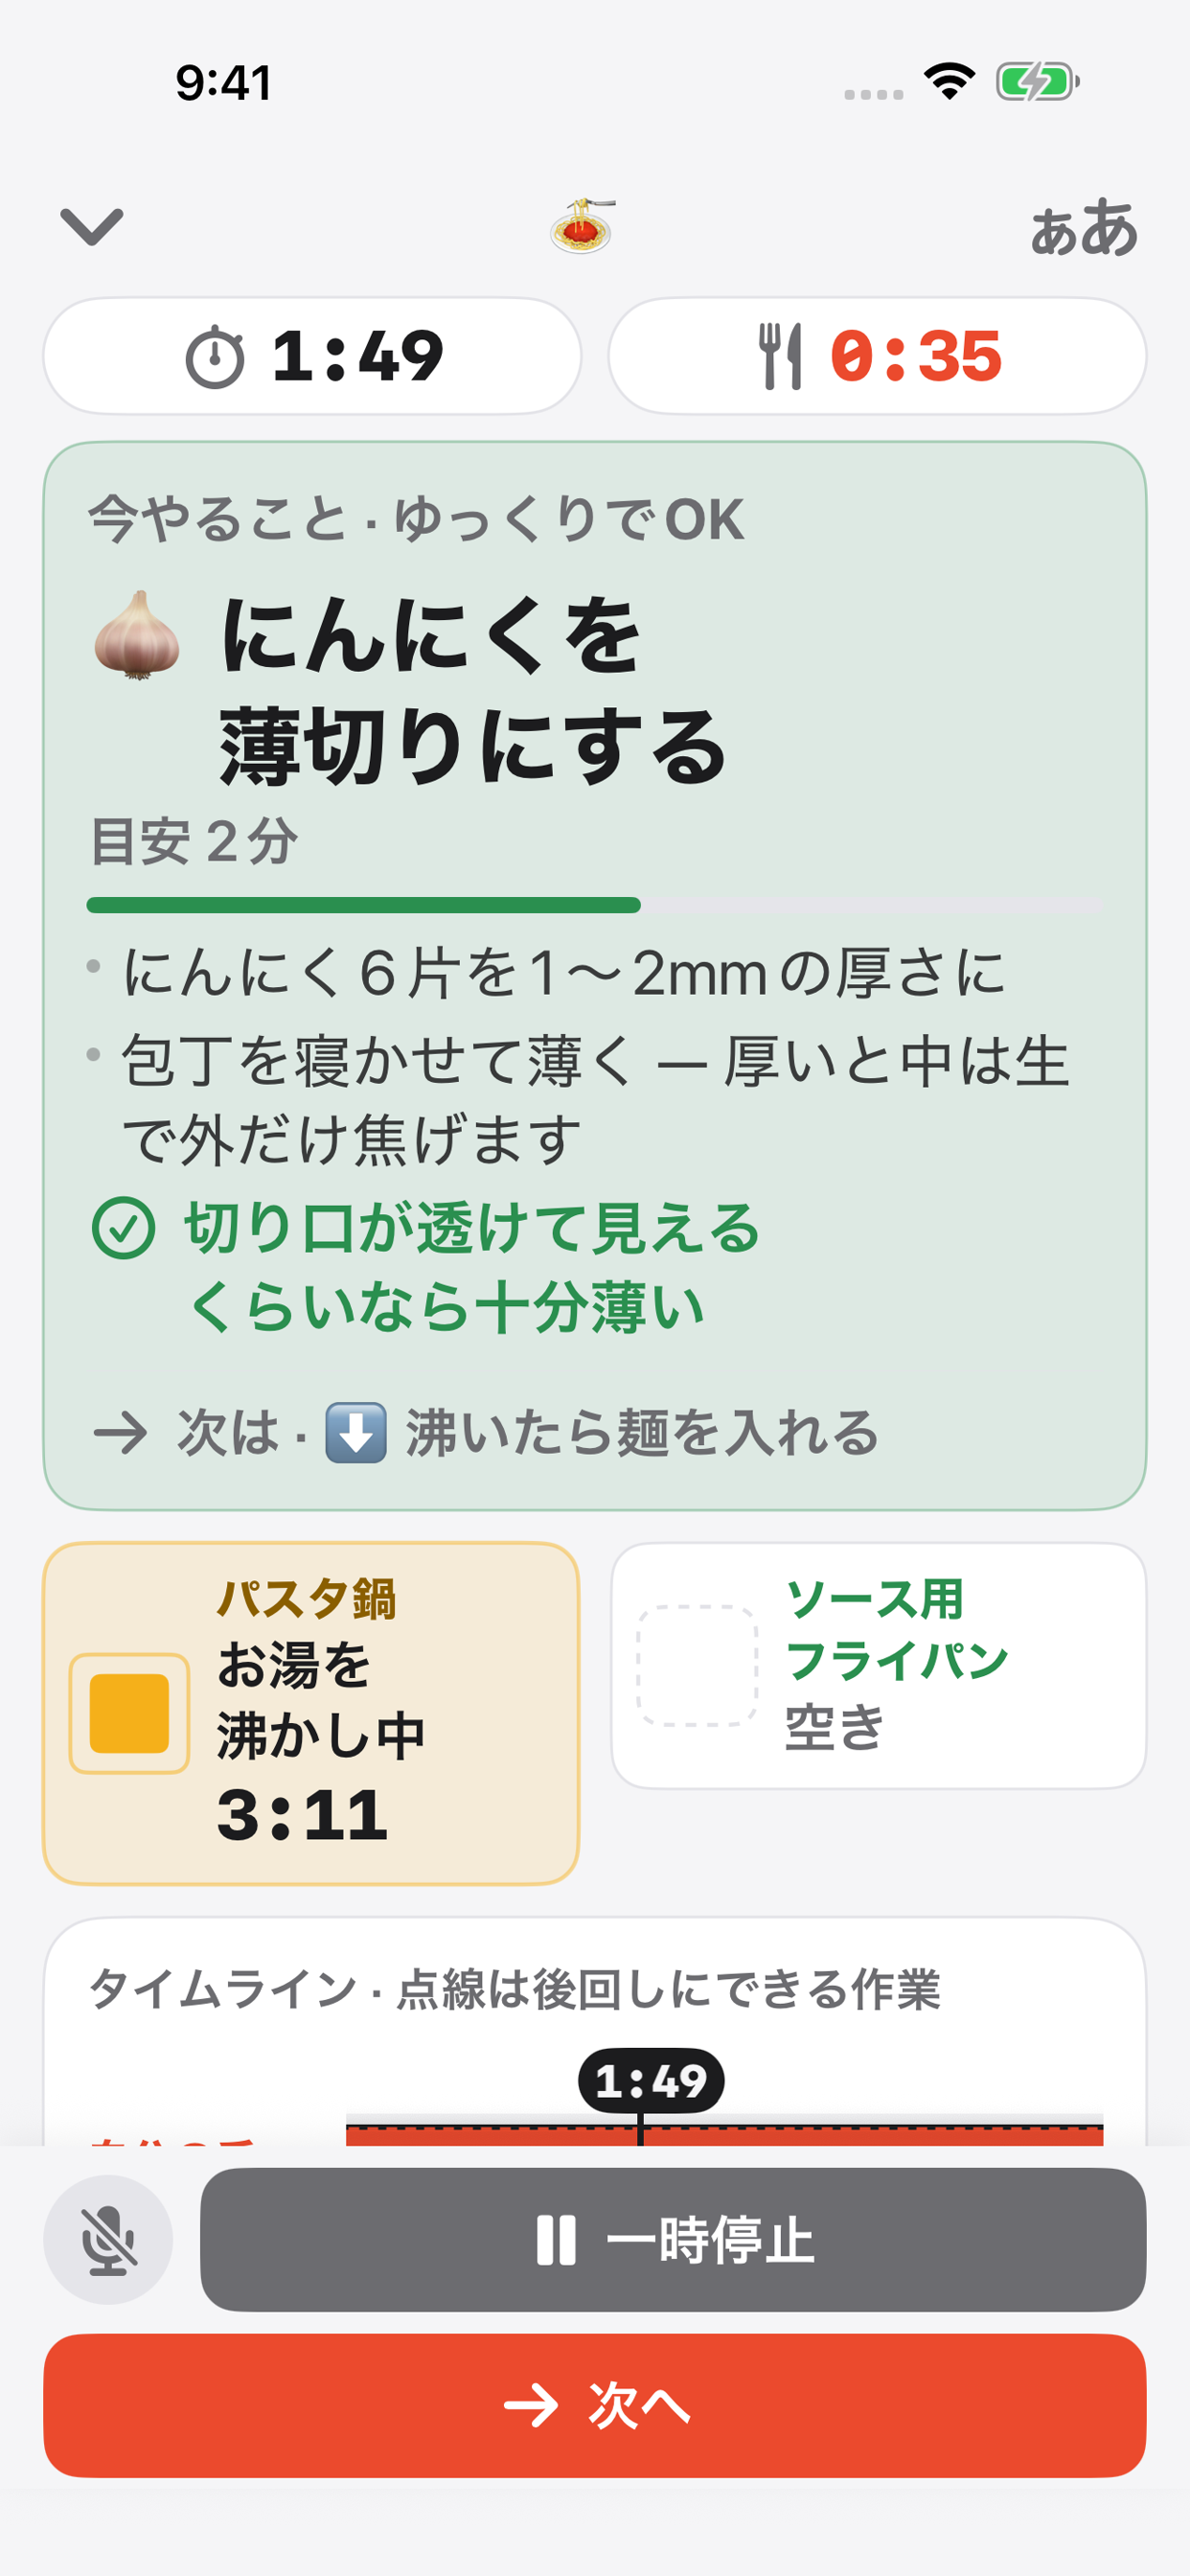 9:41
ぁあ
1:49
0:35
今やること · ゆっくりでOK
にんにくを
薄切りにする
目安 2分
• にんにく6片を1〜2mmの厚さに
• 包丁を寝かせて薄く — 厚いと中は生
で外だけ焦げます
切り口が透けて見える
くらいなら十分薄い
→ 次は · ⬇️ 沸いたら麺を入れる
パスタ鍋
お湯を
沸かし中
3:11
ソース用
フライパン
空き
タイムライン · 点線は後回しにできる作業
1:49
一時停止
→ 次へ